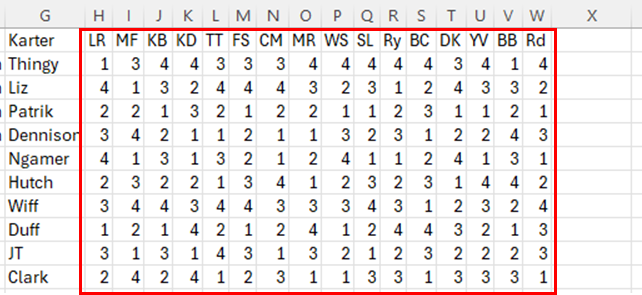 G H I J K L M N O P Q R S T U V W X
Karter LR MF KB KD TT FS CM MR WS SL Ry BC DK YV BB Rd
Thingy 1 3 4 4 3 3 3 4 4 4 4 4 3 4 1 4
Liz 4 1 3 2 4 4 4 3 2 3 1 2 4 3 3 2
Patrik 2 2 1 3 2 1 2 2 1 1 2 3 1 1 2 1
Dennison 3 4 2 1 1 2 1 1 3 2 3 1 2 2 4 3
Ngamer 4 1 3 1 3 2 1 2 4 1 1 2 4 1 3 1
Hutch 2 3 2 2 1 3 4 1 2 3 2 3 1 4 4 2
Wiff 3 4 4 3 4 4 3 3 3 4 3 1 2 3 2 4
Duff 1 2 1 4 2 1 2 4 1 2 4 4 3 2 1 3
JT 3 1 3 1 4 3 1 3 2 1 2 3 2 2 2 3
Clark 2 4 2 4 1 2 3 1 1 3 3 1 3 3 3 1